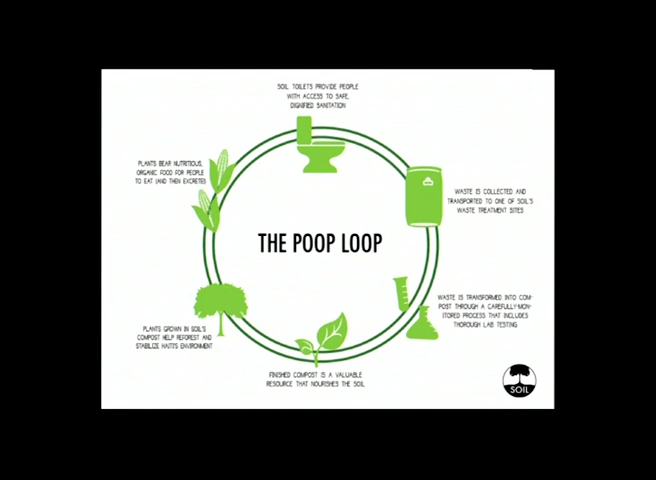 SOIL TOILETS PROVIDE PEOPLE
WITH ACCESS TO SAFE,
DIGNIFIED SANITATION
PLANTS BEAR NUTRITIOUS,
ORGANIC FOOD FOR PEOPLE
TO EAT (AND THEN EXCRETE)
WASTE IS COLLECTED AND
TRANSPORTED TO ONE OF SOIL'S
WASTE TREATMENT SITES
THE POOP LOOP
WASTE IS TRANSFORMED INTO COM-
POST THROUGH A CAREFULLY-MON-
ITORED PROCESS THAT INCLUDES
THOROUGH LAB TESTING
PLANTS GROWN IN SOIL'S
COMPOST HELP REFOREST AND
STABILIZE HAITI'S ENVIRONMENT
FINISHED COMPOST IS A VALUABLE
RESOURCE THAT NOURISHES THE SOIL
SOIL